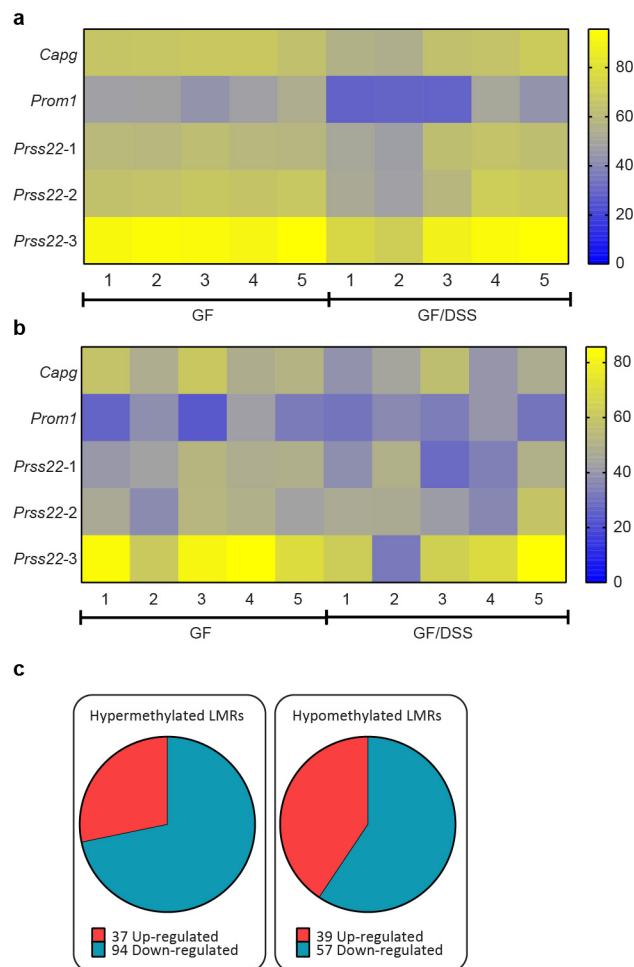 a
Capg
Prom1
Prss22-1
Prss22-2
Prss22-3
80
60
40
20
0
1 2 3 4 5 1 2 3 4 5
GF GF/DSS
b
Capg
Prom1
Prss22-1
Prss22-2
Prss22-3
80
60
40
20
0
1 2 3 4 5 1 2 3 4 5
GF GF/DSS
c
Hypermethylated LMRs
37 Up-regulated
94 Down-regulated
Hypomethylated LMRs
39 Up-regulated
57 Down-regulated